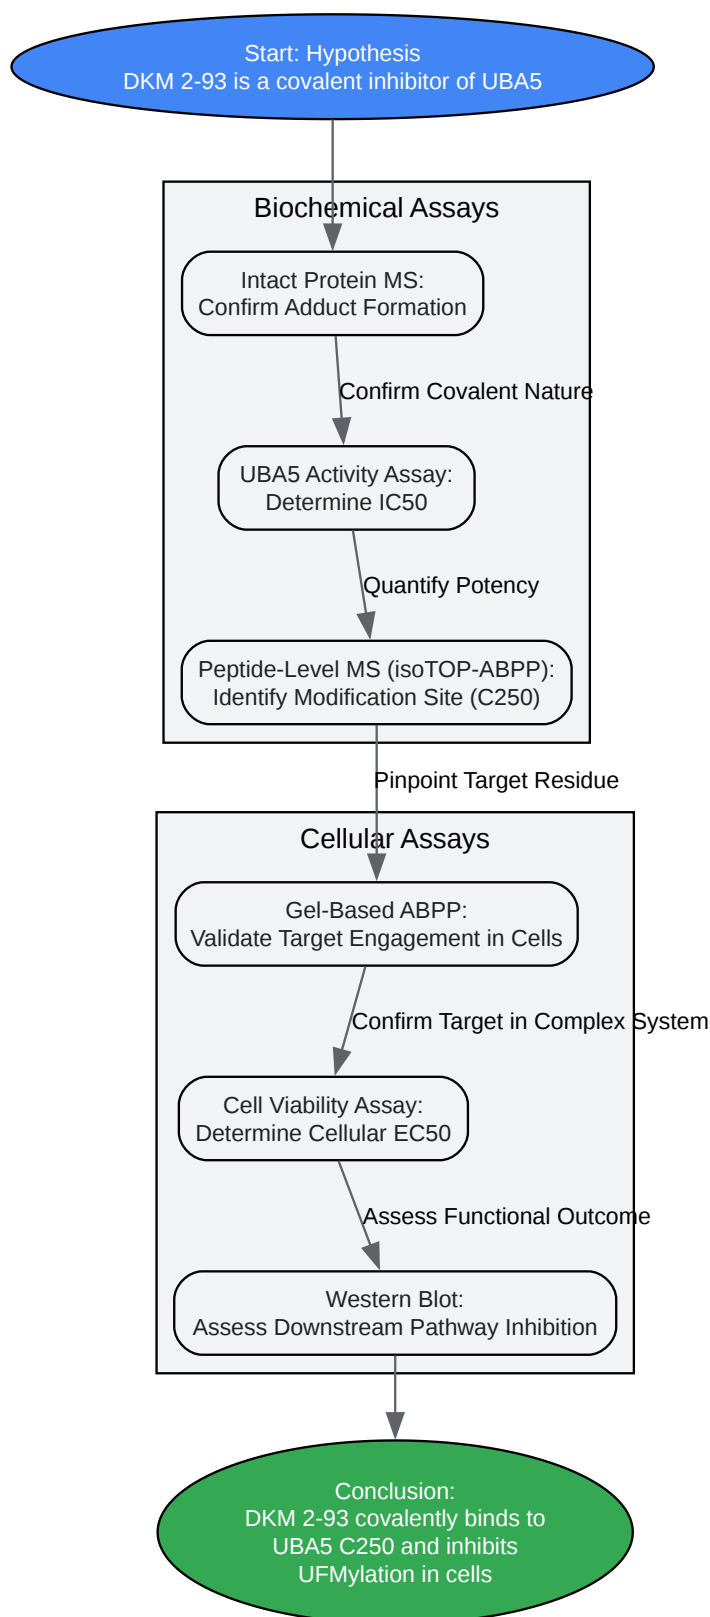 Start: Hypothesis
DKM 2-93 is a covalent inhibitor of UBA5
Biochemical Assays
Intact Protein MS:
Confirm Adduct Formation
Confirm Covalent Nature
UBA5 Activity Assay:
Determine IC50
Quantify Potency
Peptide-Level MS (isoTOP-ABPP):
Identify Modification Site (C250)
Pinpoint Target Residue
Cellular Assays
Gel-Based ABPP:
Validate Target Engagement in Cells
Confirm Target in Complex System
Cell Viability Assay:
Determine Cellular EC50
Assess Functional Outcome
Western Blot:
Assess Downstream Pathway Inhibition
Conclusion:
DKM 2-93 covalently binds to
UBA5 C250 and inhibits
UFMylation in cells